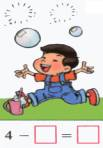 4 - □ = □